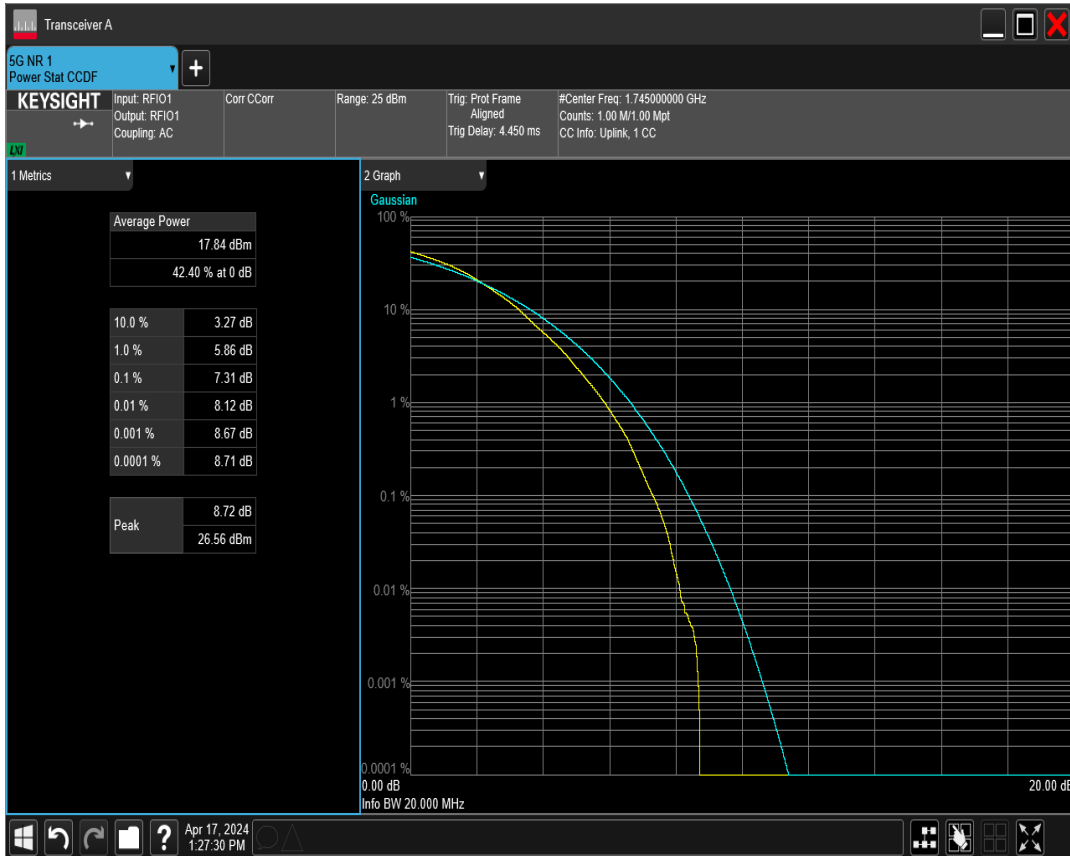 Transceiver A
5G NR 1
Power Stat CCDF
KEYSIGHT
LXI
Input: RFIO1
Output: RFIO1
Coupling: AC
Corr CCorr
Range: 25 dBm
Trig: Prot Frame
Aligned
Trig Delay: 4.450 ms
#Center Freq: 1.745000000 GHz
Counts: 1.00 M/1.00 Mpt
CC Info: Uplink, 1 CC
1 Metrics
Average Power
17.84 dBm
42.40 % at 0 dB
10.0 % 3.27 dB
1.0 % 5.86 dB
0.1 % 7.31 dB
0.01 % 8.12 dB
0.001 % 8.67 dB
0.0001 % 8.71 dB
Peak
8.72 dB
26.56 dBm
2 Graph
Gaussian
100 %
10 %
1 %
0.1 %
0.01 %
0.001 %
0.0001 %
0.00 dB 20.00 dB
Info BW 20.000 MHz
? Apr 17, 2024
1:27:30 PM